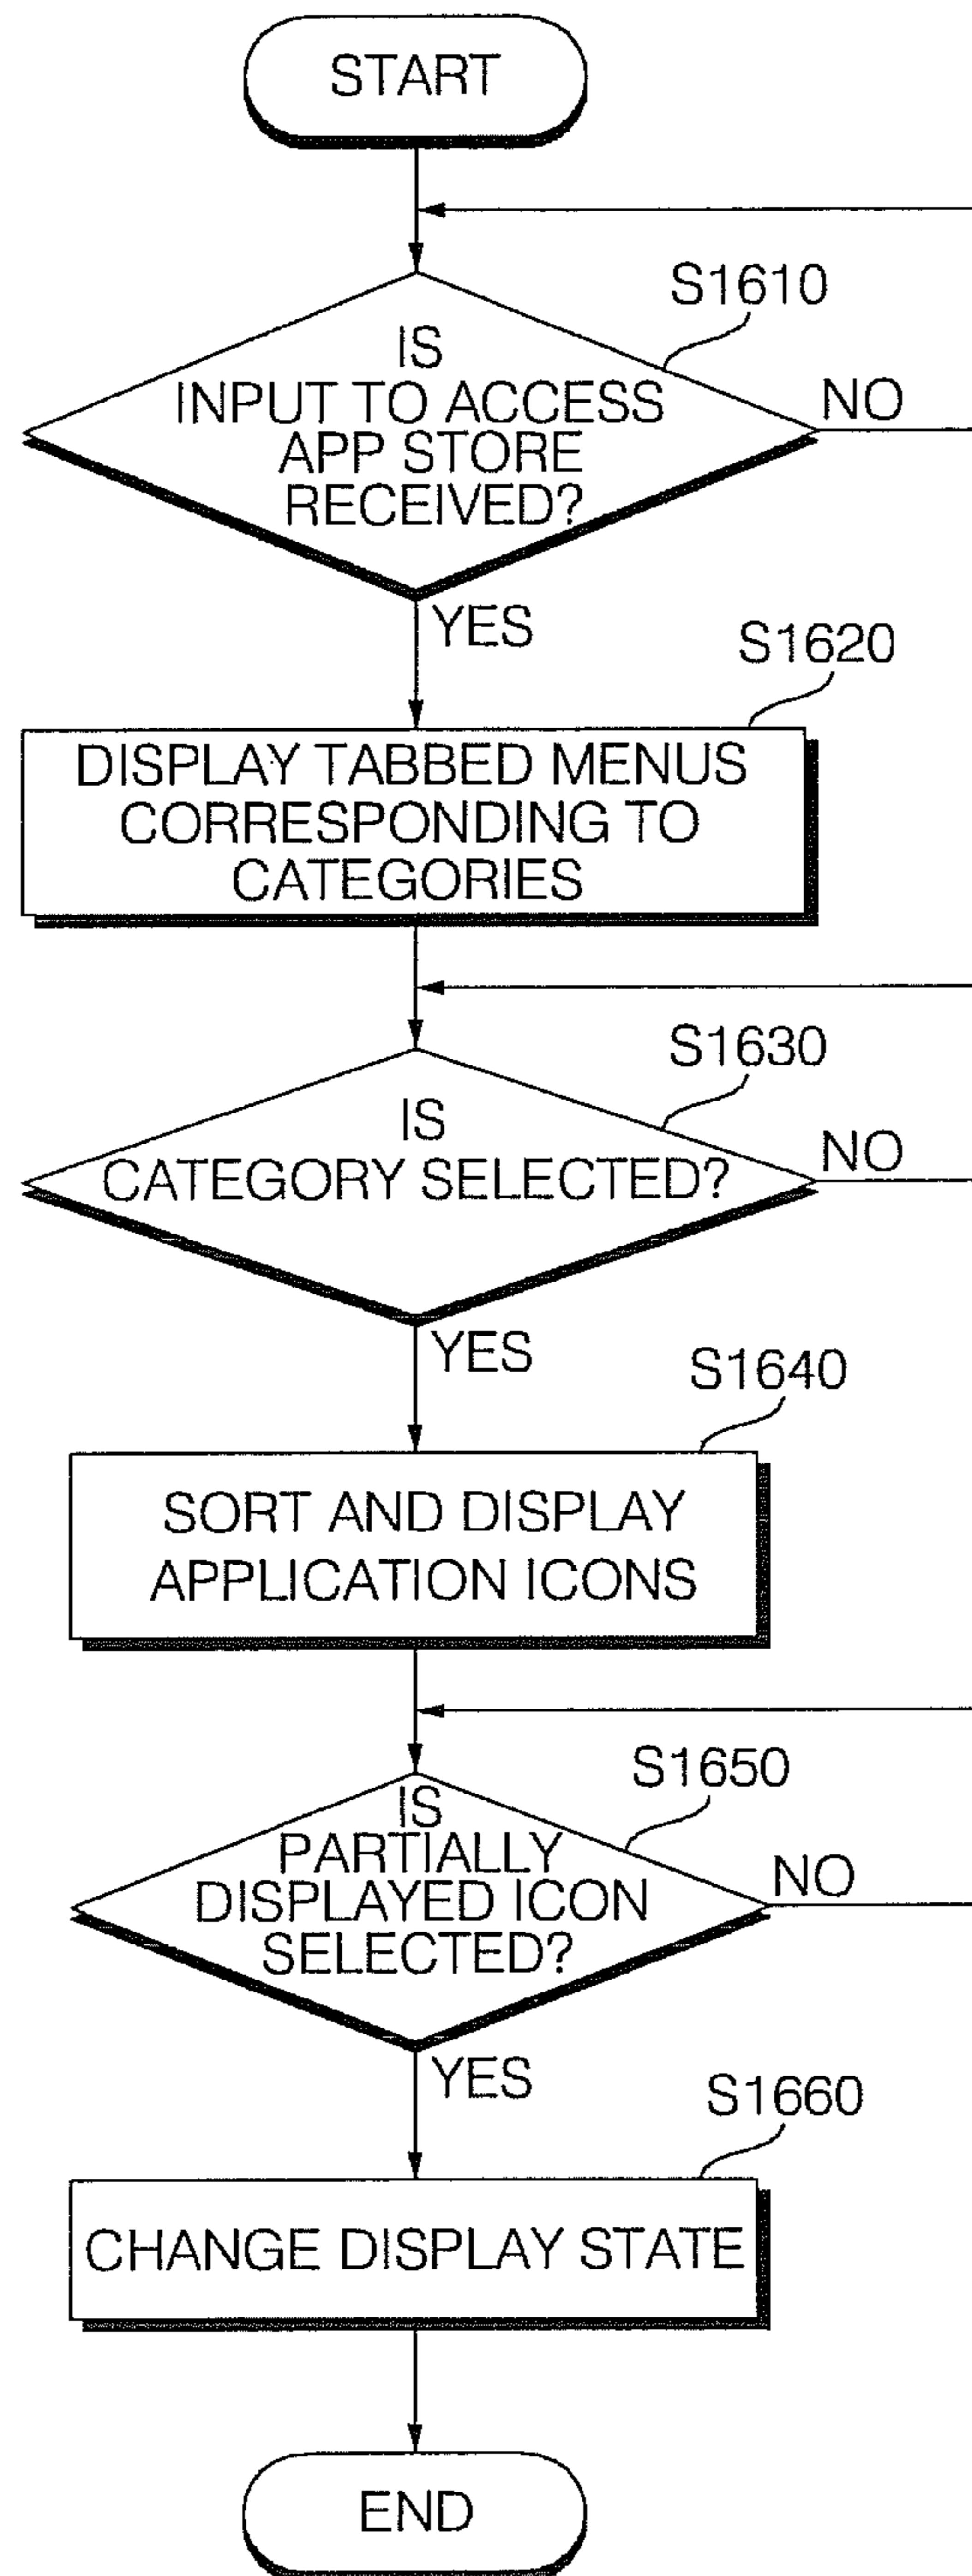 START
S1610
IS
INPUT TO ACCESS
APP STORE
RECEIVED?
NO
YES
S1620
DISPLAY TABBED MENUS
CORRESPONDING TO
CATEGORIES
S1630
IS
CATEGORY SELECTED?
NO
YES
S1640
SORT AND DISPLAY
APPLICATION ICONS
S1650
IS
PARTIALLY
DISPLAYED ICON
SELECTED?
NO
YES
S1660
CHANGE DISPLAY STATE
END